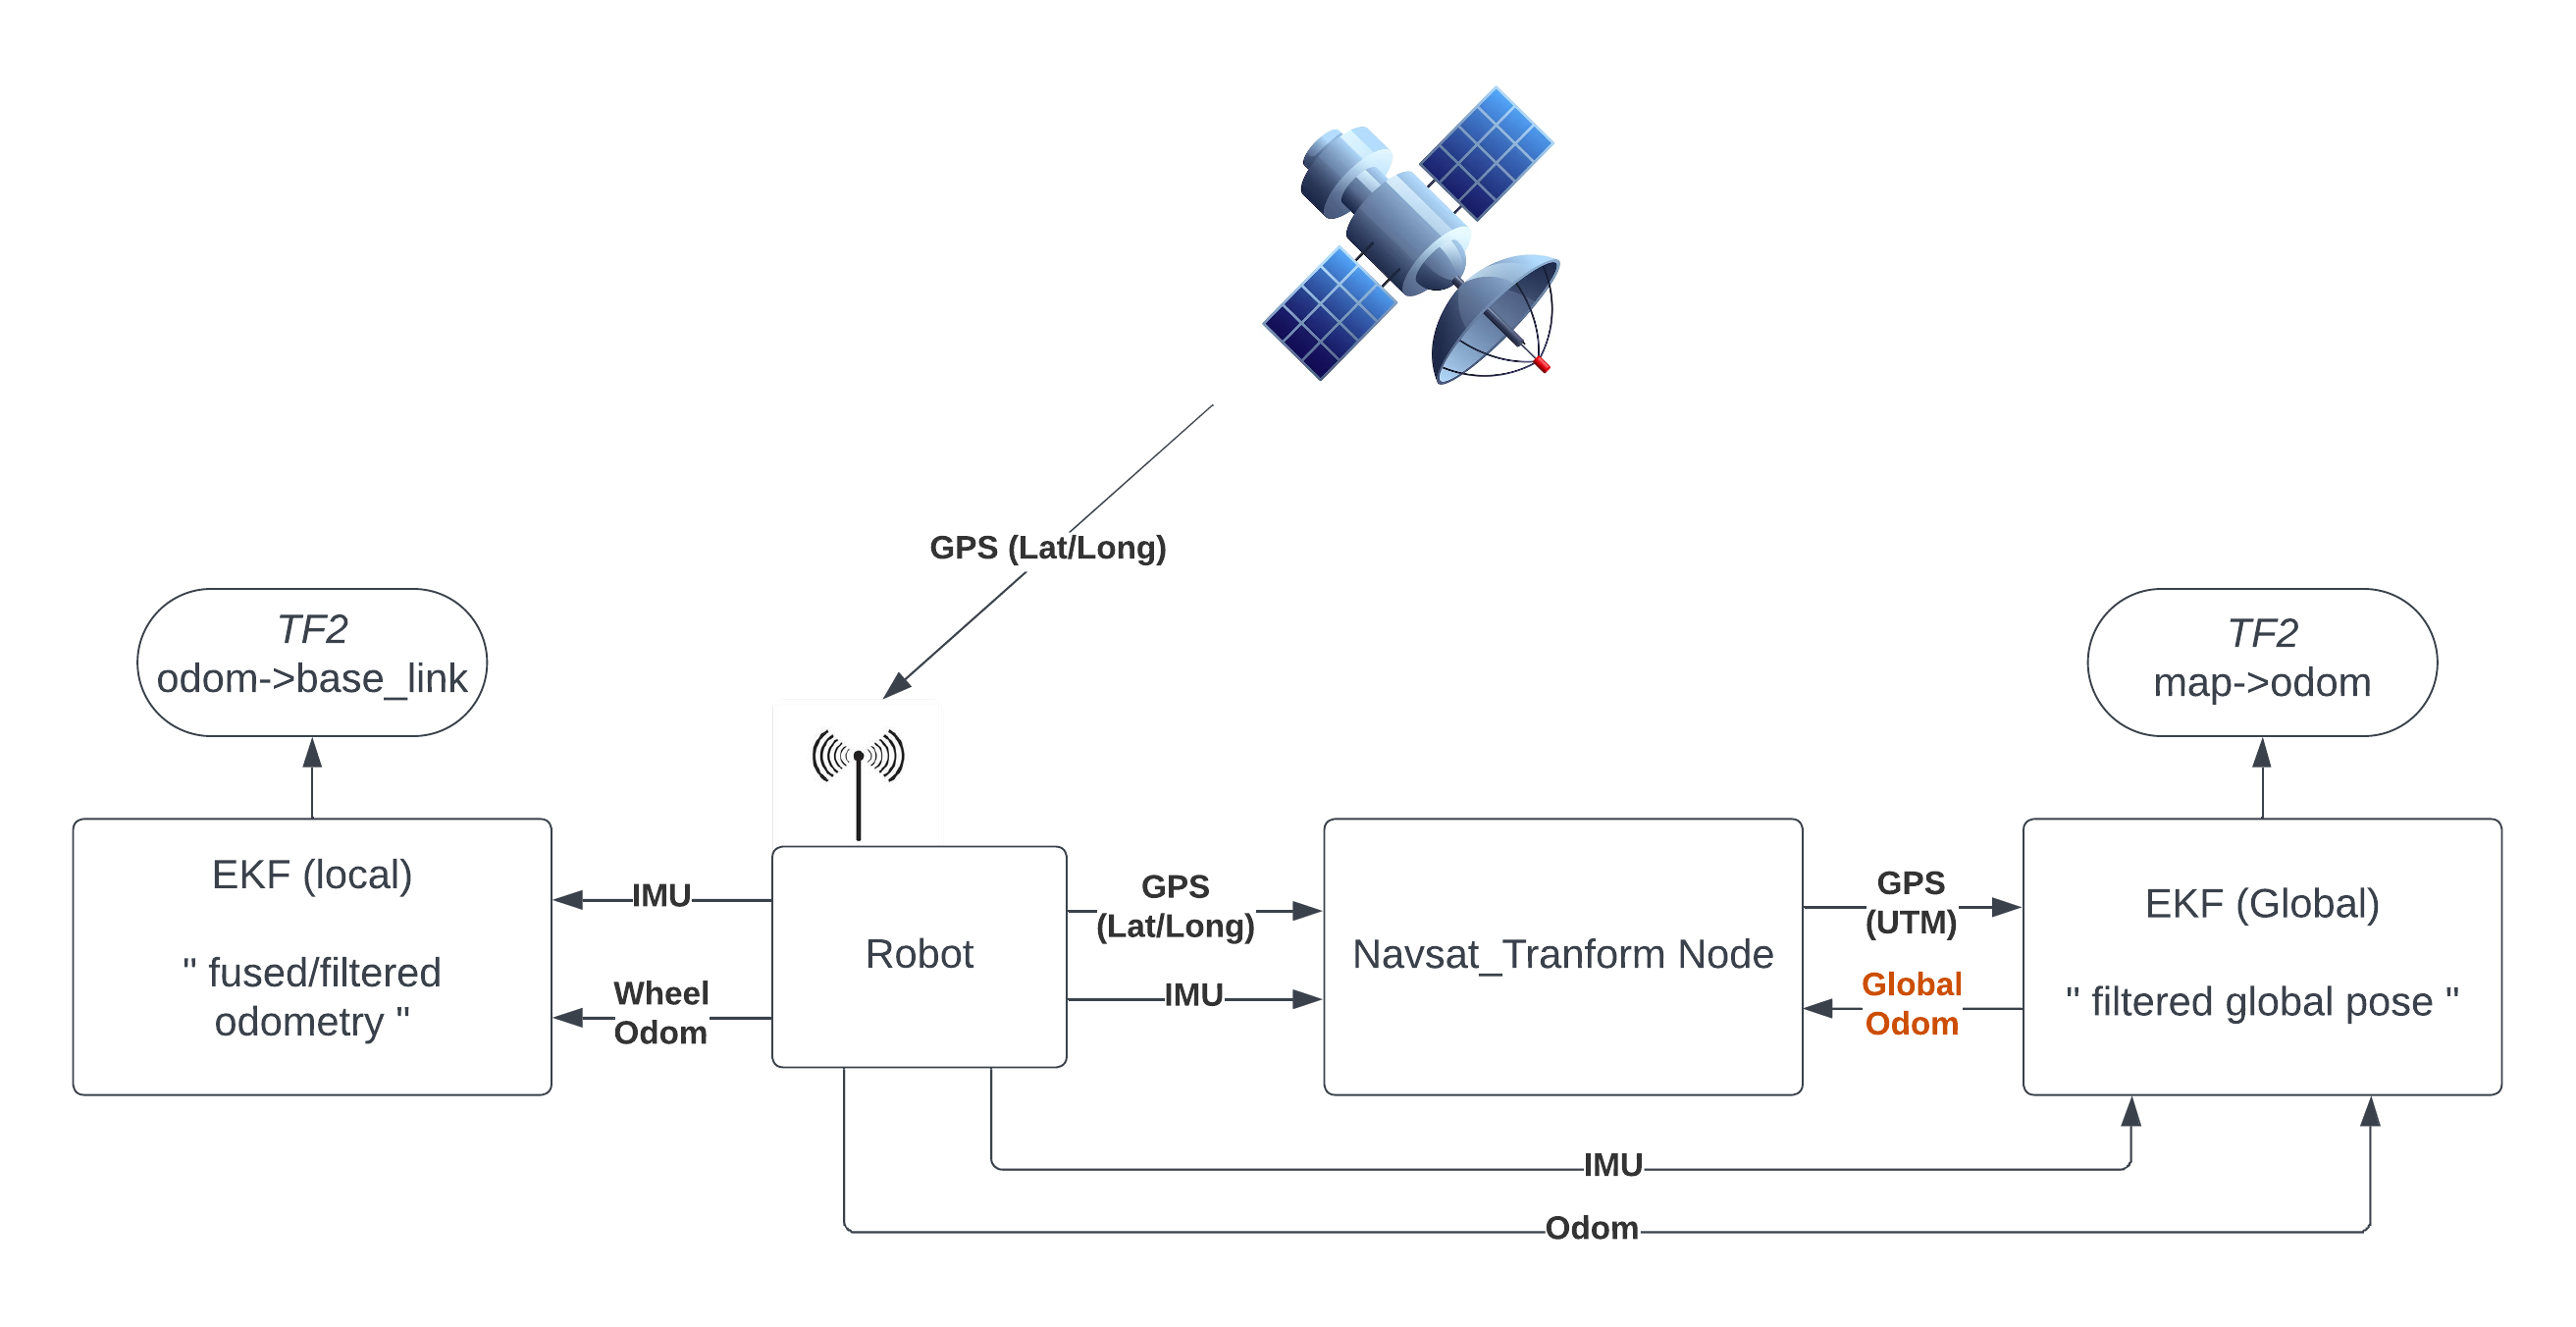 GPS (Lat/Long)
TF2
odom->base_link
TF2
map->odom
EKF (local)
" fused/filtered
odometry "
IMU
Wheel
Odom
Robot
GPS
(Lat/Long)
IMU
Navsat_Tranform Node
GPS
(UTM)
Global
Odom
EKF (Global)
" filtered global pose "
IMU
Odom